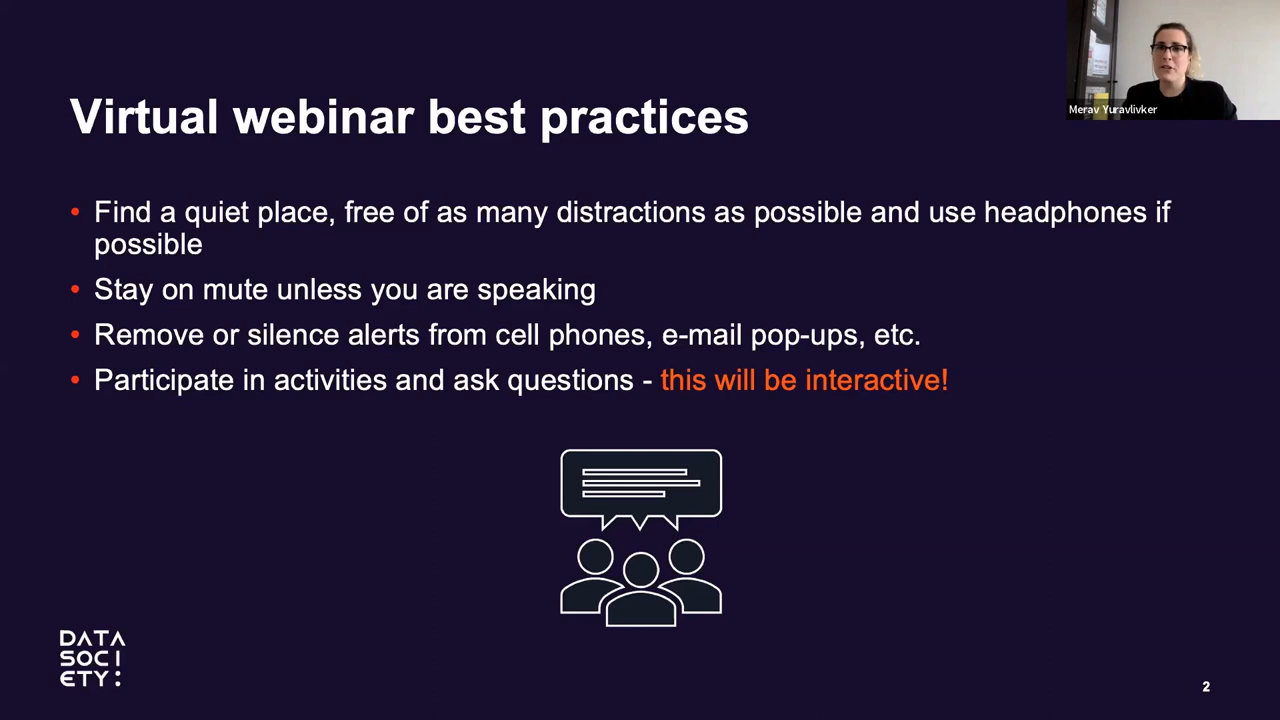 Merav Yuravlivker
Virtual webinar best practices
• Find a quiet place, free of as many distractions as possible and use headphones if
possible
• Stay on mute unless you are speaking
• Remove or silence alerts from cell phones, e-mail pop-ups, etc.
• Participate in activities and ask questions - this will be interactive!
DATA
SOCI
ETY:
2